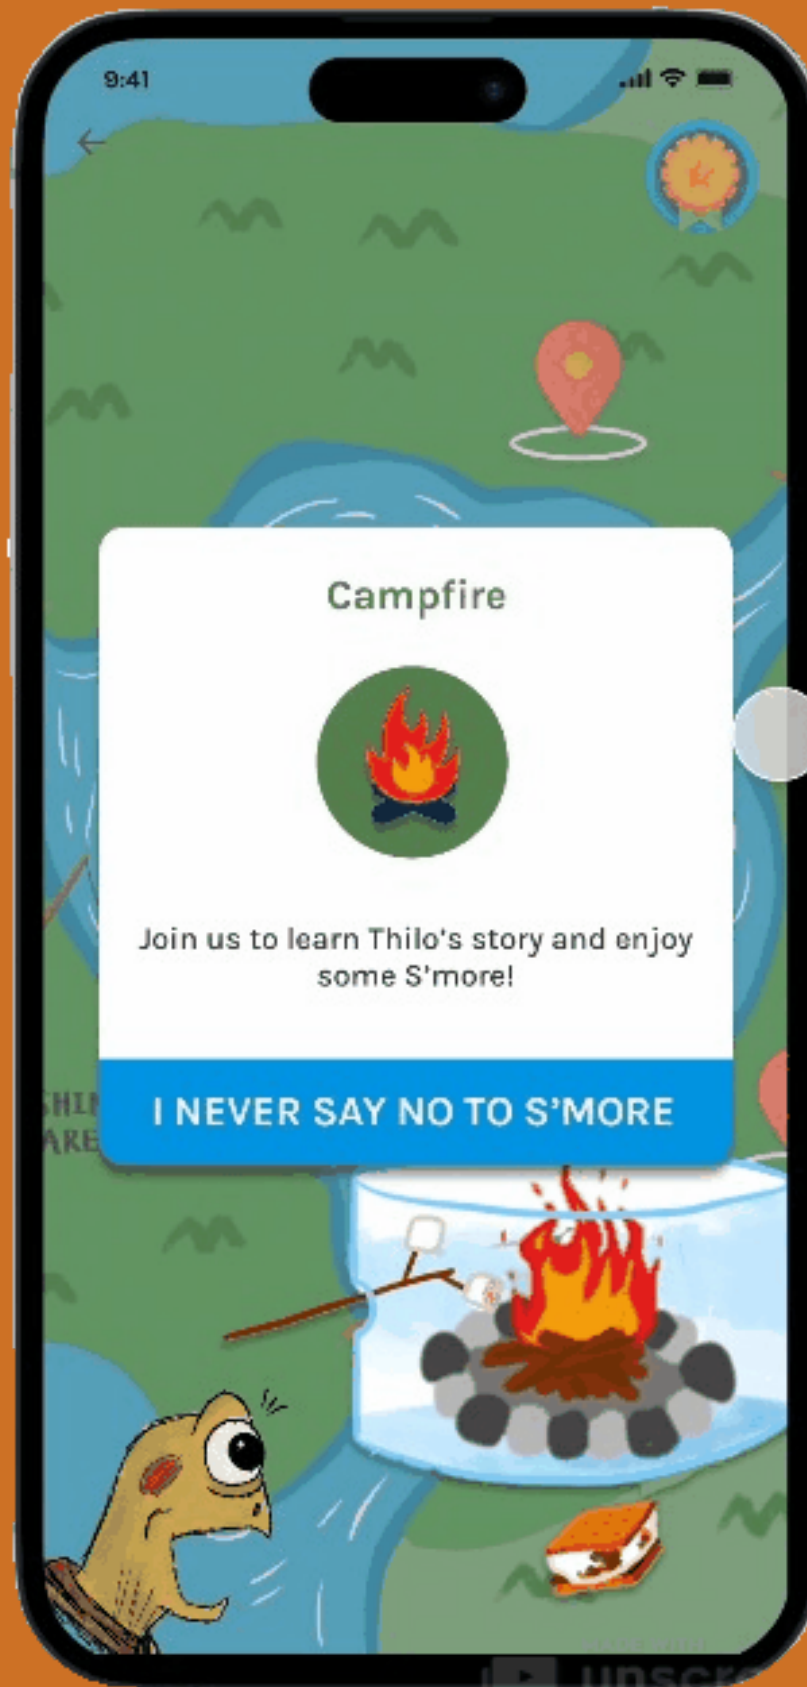 9:41
Campfire
Join us to learn Thilo's story and enjoy
some S'more!
I NEVER SAY NO TO S'MORE